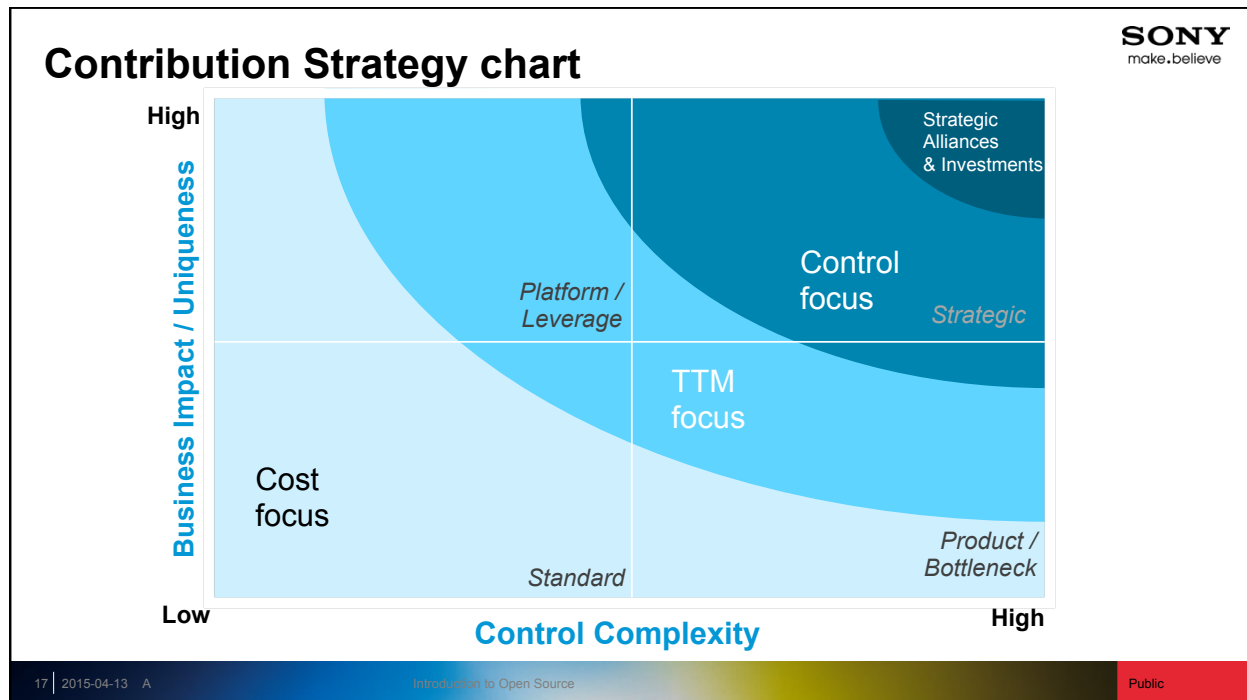 Contribution Strategy chart
SONY
make.believe
High
Strategic
Alliances
& Investments
Business Impact / Uniqueness
Control
focus
Platform /
Leverage
Strategic
TTM
focus
Cost
focus
Product /
Bottleneck
Standard
Low
High
Control Complexity
17 2015-04-13 A
Introduction to Open Source
Public